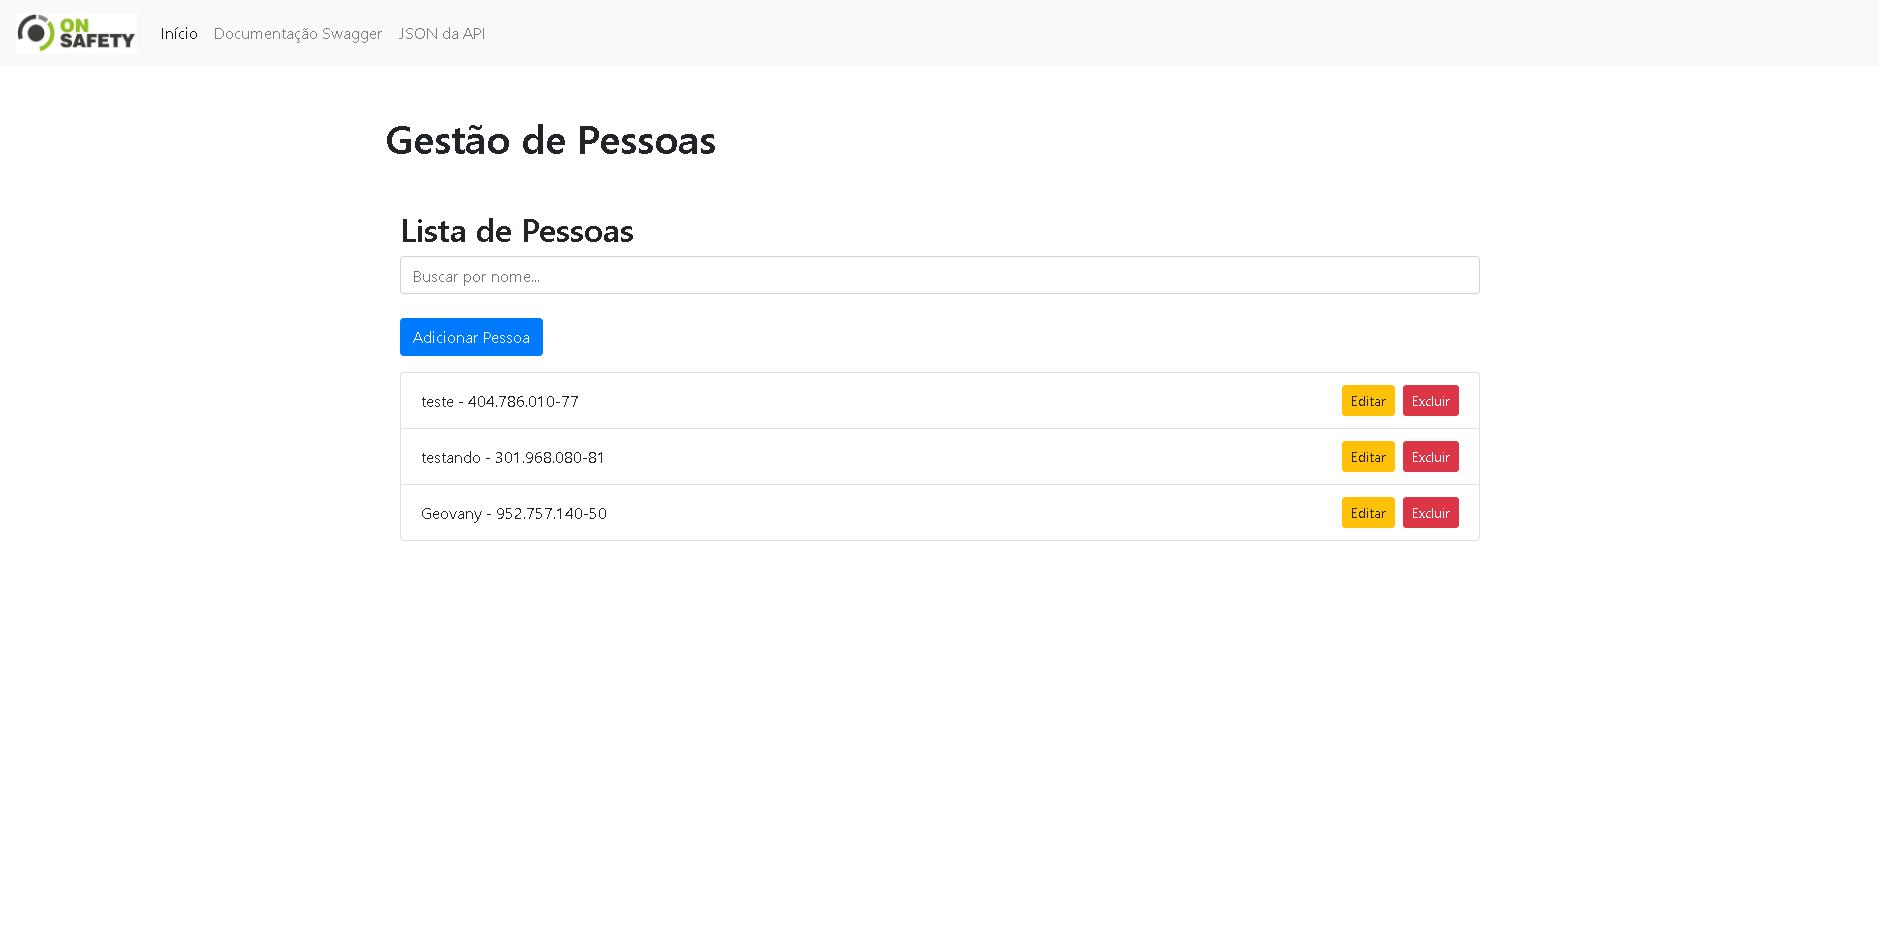 ON
SAFETY
Início Documentação Swagger JSON da API
Gestão de Pessoas
Lista de Pessoas
Buscar por nome...
Adicionar Pessoa
teste - 404.786.010-77 Editar Excluir
testando - 301.968.080-81 Editar Excluir
Geovany - 952.757.140-50 Editar Excluir